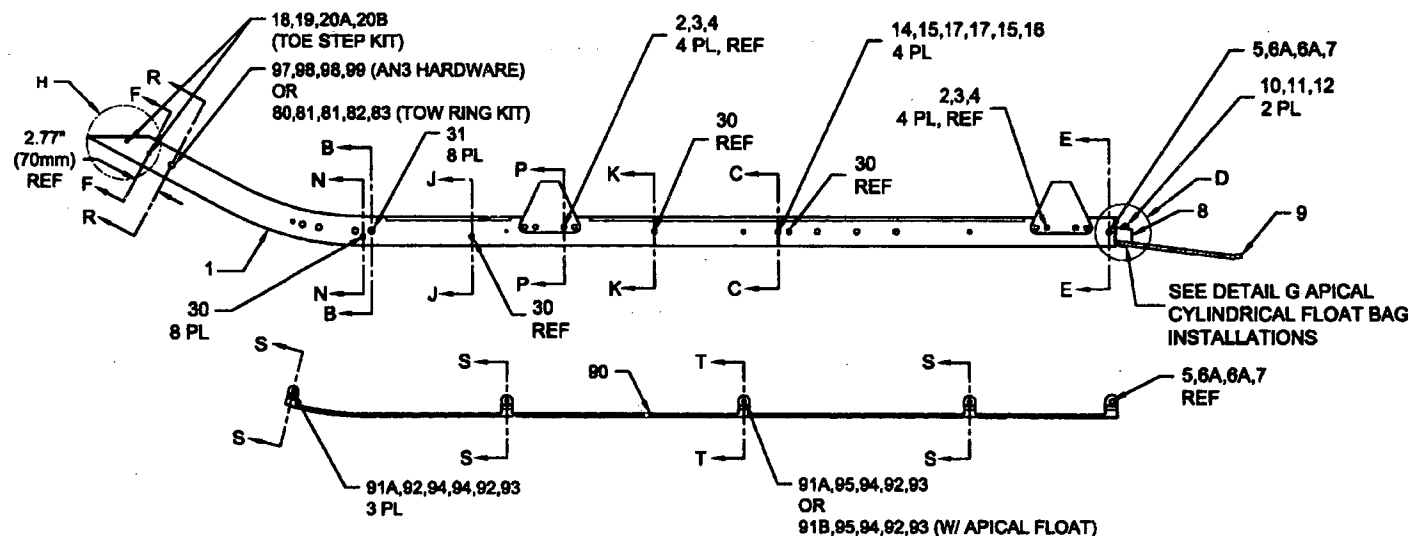 18,19,20A,20B
(TOE STEP KIT)
97,98,98,99 (AN3 HARDWARE)
OR
80,81,81,82,83 (TOW RING KIT)
2,3,4
4 PL, REF
14,15,17,17,15,16
4 PL
5,6A,6A,7
10,11,12
2 PL
H
R
F
2.77"
(70mm)
REF
F
R
31
8 PL
B
N
J
P
30
REF
K
C
30
REF
2,3,4
4 PL, REF
E
D
8
9
1
30
8 PL
N
B
J
30
REF
P
K
C
E
SEE DETAIL G APICAL
CYLINDRICAL FLOAT BAG
INSTALLATIONS
S
S
90
T
S
5,6A,6A,7
REF
S
S
T
S
91A,92,94,94,92,93
3 PL
91A,95,94,92,93
OR
91B,95,94,92,93 (W/ APICAL FLOAT)